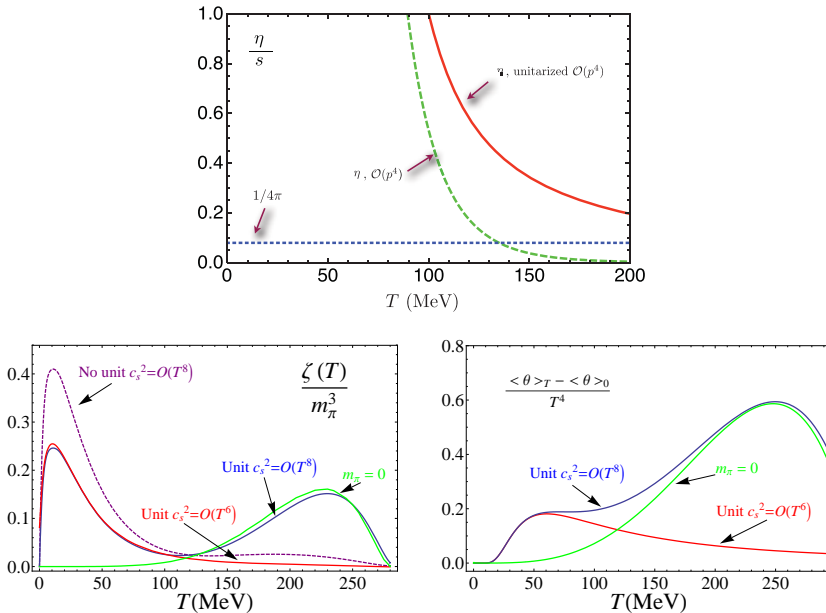 η/s
η, unitarized O(p⁴)
η, O(p⁴)
1/4π
1.0
0.8
0.6
0.4
0.2
0.0
0 50 100 150 200
T (MeV)
No unit c_s²=O(T⁸)
ζ(T)/m_π³
Unit c_s²=O(T⁸)
m_π = 0
Unit c_s²=O(T⁶)
0.4
0.3
0.2
0.1
0.0
0 50 100 150 200 250
T(MeV)
<θ>_T − <θ>_0 / T⁴
Unit c_s²=O(T⁸)
m_π = 0
Unit c_s²=O(T⁶)
0.8
0.6
0.4
0.2
0.0
0 50 100 150 200 250
T(MeV)